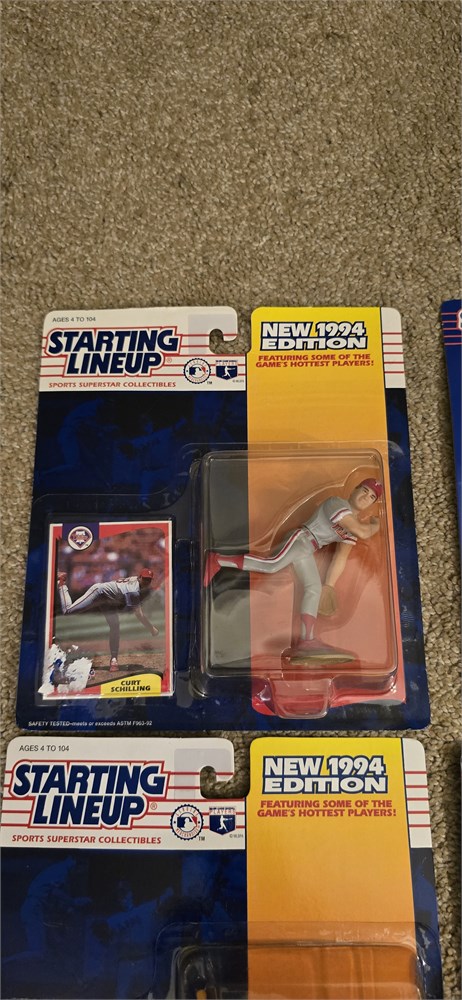 AGES 4 TO 104
STARTING
LINEUP®
SPORTS SUPERSTAR COLLECTIBLES
TM
NEW 1994
EDITION
FEATURING SOME OF THE
GAME'S HOTTEST PLAYERS!
CURT
SCHILLING
SAFETY TESTED-meets or exceeds ASTM F963-92
AGES 4 TO 104
STARTING
LINEUP®
SPORTS SUPERSTAR COLLECTIBLES
TM
NEW 1994
EDITION
FEATURING SOME OF THE
GAME'S HOTTEST PLAYERS!